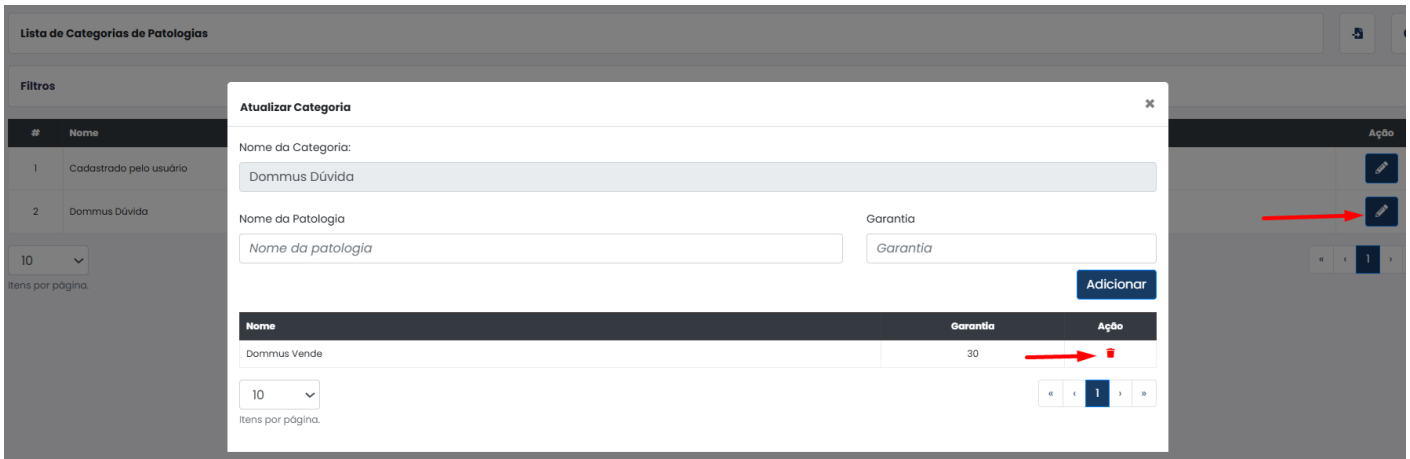 Lista de Categorias de Patologias
Filtros
Atualizar Categoria ×
# Nome Ação
Nome da Categoria:
1 Cadastrado pelo usuário
Dommus Dúvida
2 Dommus Dúvida
Nome da Patologia Garantia
Nome da patologia Garantia
10 « ‹ 1 ›
Itens por página.
Adicionar
Nome Garantia Ação
Dommus Vende 30
10 « ‹ 1 › »
Itens por página.